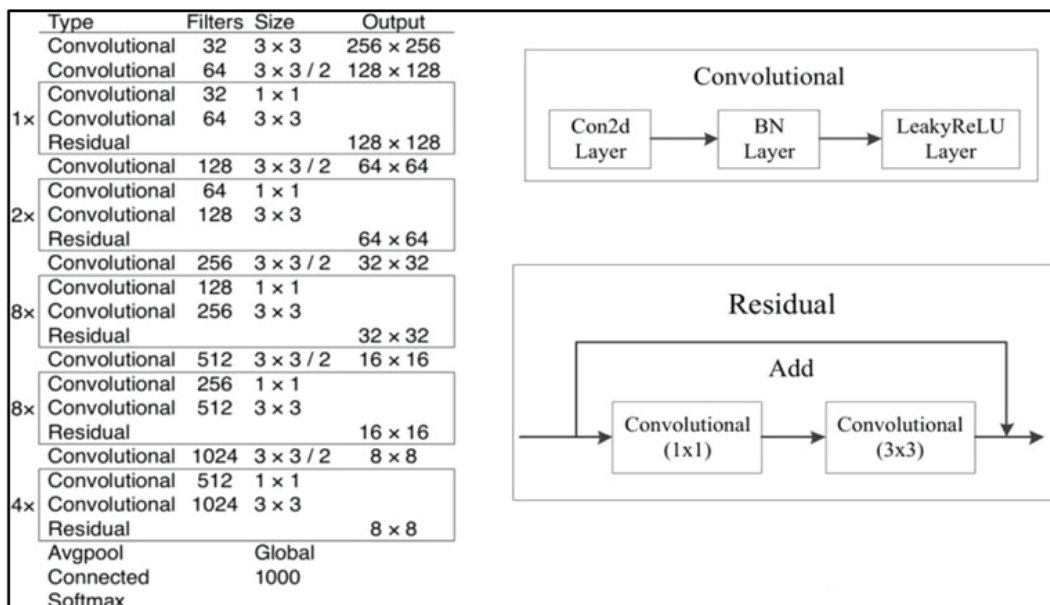 Type Filters Size Output
Convolutional 32 3 × 3 256 × 256
Convolutional 64 3 × 3 / 2 128 × 128
Convolutional 32 1 × 1
1× Convolutional 64 3 × 3
Residual 128 × 128
Convolutional 128 3 × 3 / 2 64 × 64
Convolutional 64 1 × 1
2× Convolutional 128 3 × 3
Residual 64 × 64
Convolutional 256 3 × 3 / 2 32 × 32
Convolutional 128 1 × 1
8× Convolutional 256 3 × 3
Residual 32 × 32
Convolutional 512 3 × 3 / 2 16 × 16
Convolutional 256 1 × 1
8× Convolutional 512 3 × 3
Residual 16 × 16
Convolutional 1024 3 × 3 / 2 8 × 8
Convolutional 512 1 × 1
4× Convolutional 1024 3 × 3
Residual 8 × 8
Avgpool Global
Connected 1000
Softmax
Convolutional
Con2d
Layer
BN
Layer
LeakyReLU
Layer
Residual
Add
Convolutional
(1x1)
Convolutional
(3x3)